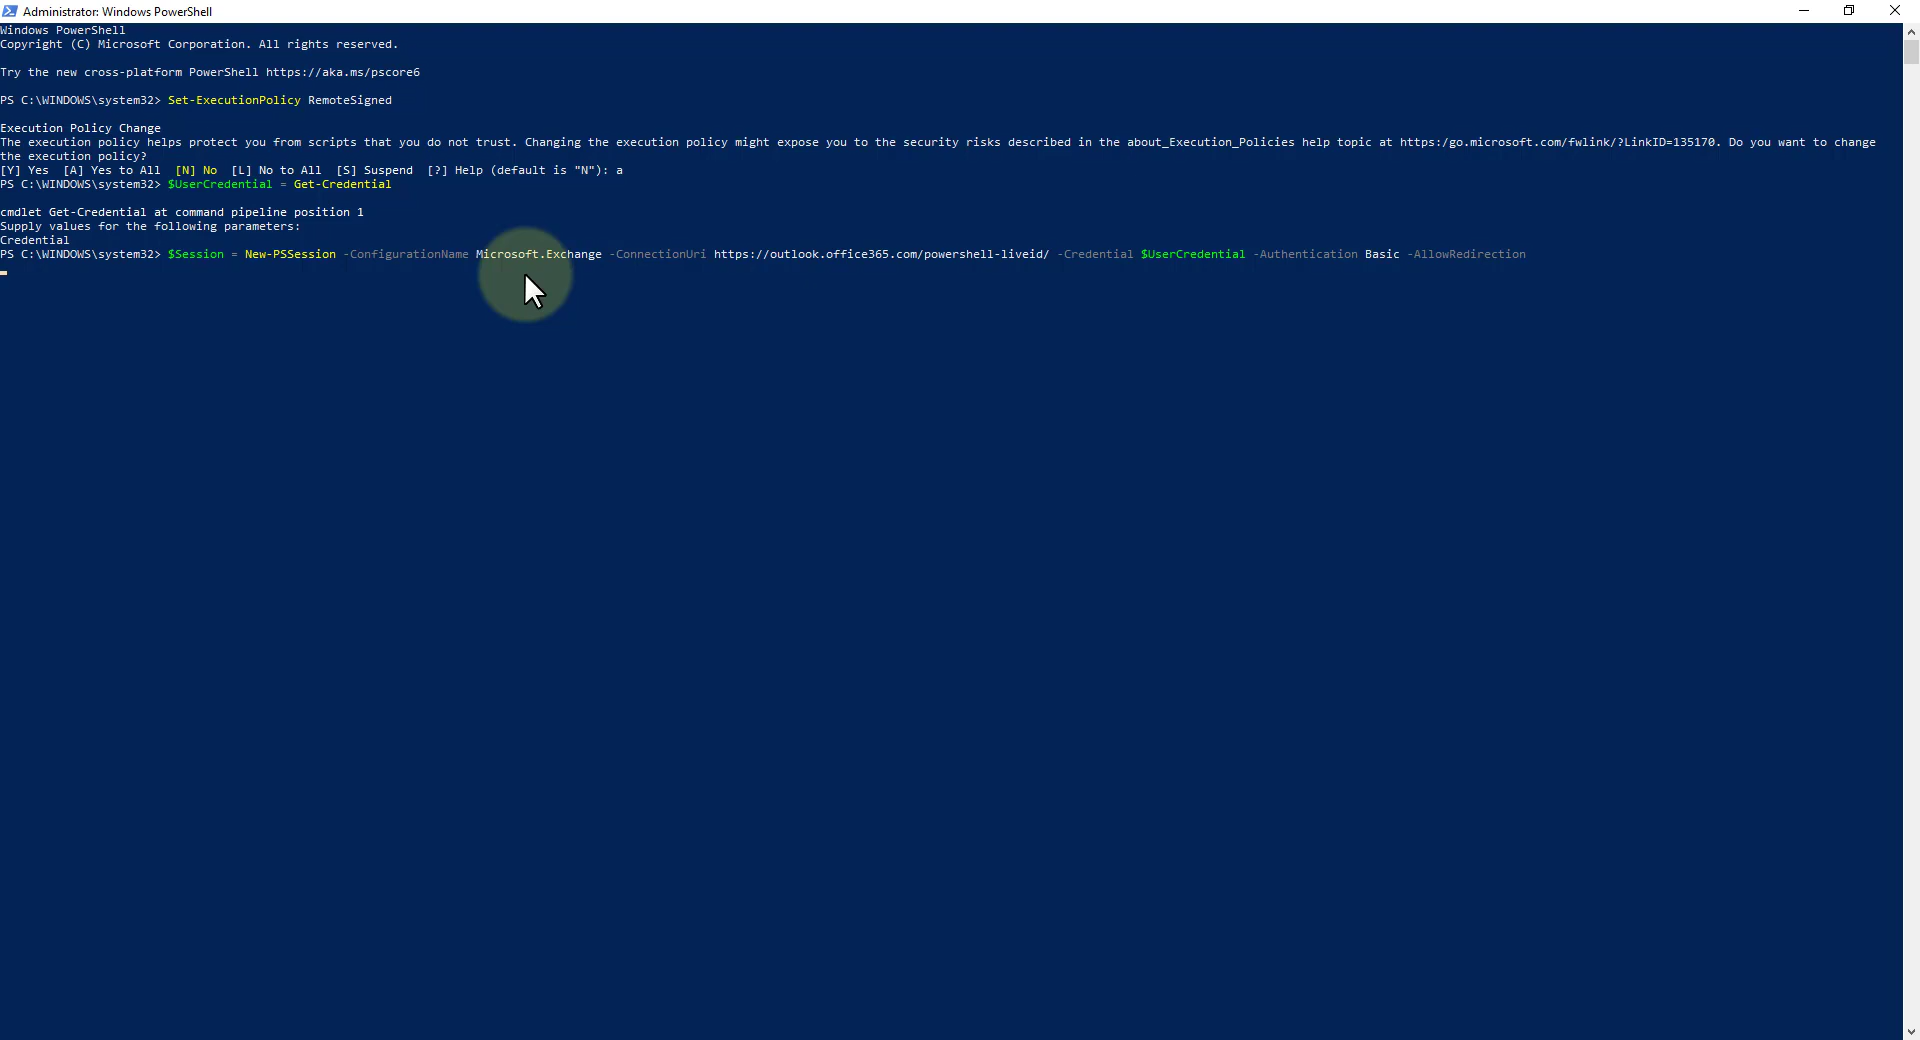 Administrator: Windows PowerShell
Windows PowerShell
Copyright (C) Microsoft Corporation. All rights reserved.
Try the new cross-platform PowerShell https://aka.ms/pscore6
PS C:\WINDOWS\system32> Set-ExecutionPolicy RemoteSigned
Execution Policy Change
The execution policy helps protect you from scripts that you do not trust. Changing the execution policy might expose you to the security risks described in the about_Execution_Policies help topic at https:/go.microsoft.com/fwlink/?LinkID=135170. Do you want to change
the execution policy?
[Y] Yes  [A] Yes to All  [N] No  [L] No to All  [S] Suspend  [?] Help (default is "N"): a
PS C:\WINDOWS\system32> $UserCredential = Get-Credential
cmdlet Get-Credential at command pipeline position 1
Supply values for the following parameters:
Credential
PS C:\WINDOWS\system32> $Session = New-PSSession -ConfigurationName Microsoft.Exchange -ConnectionUri https://outlook.office365.com/powershell-liveid/ -Credential $UserCredential -Authentication Basic -AllowRedirection